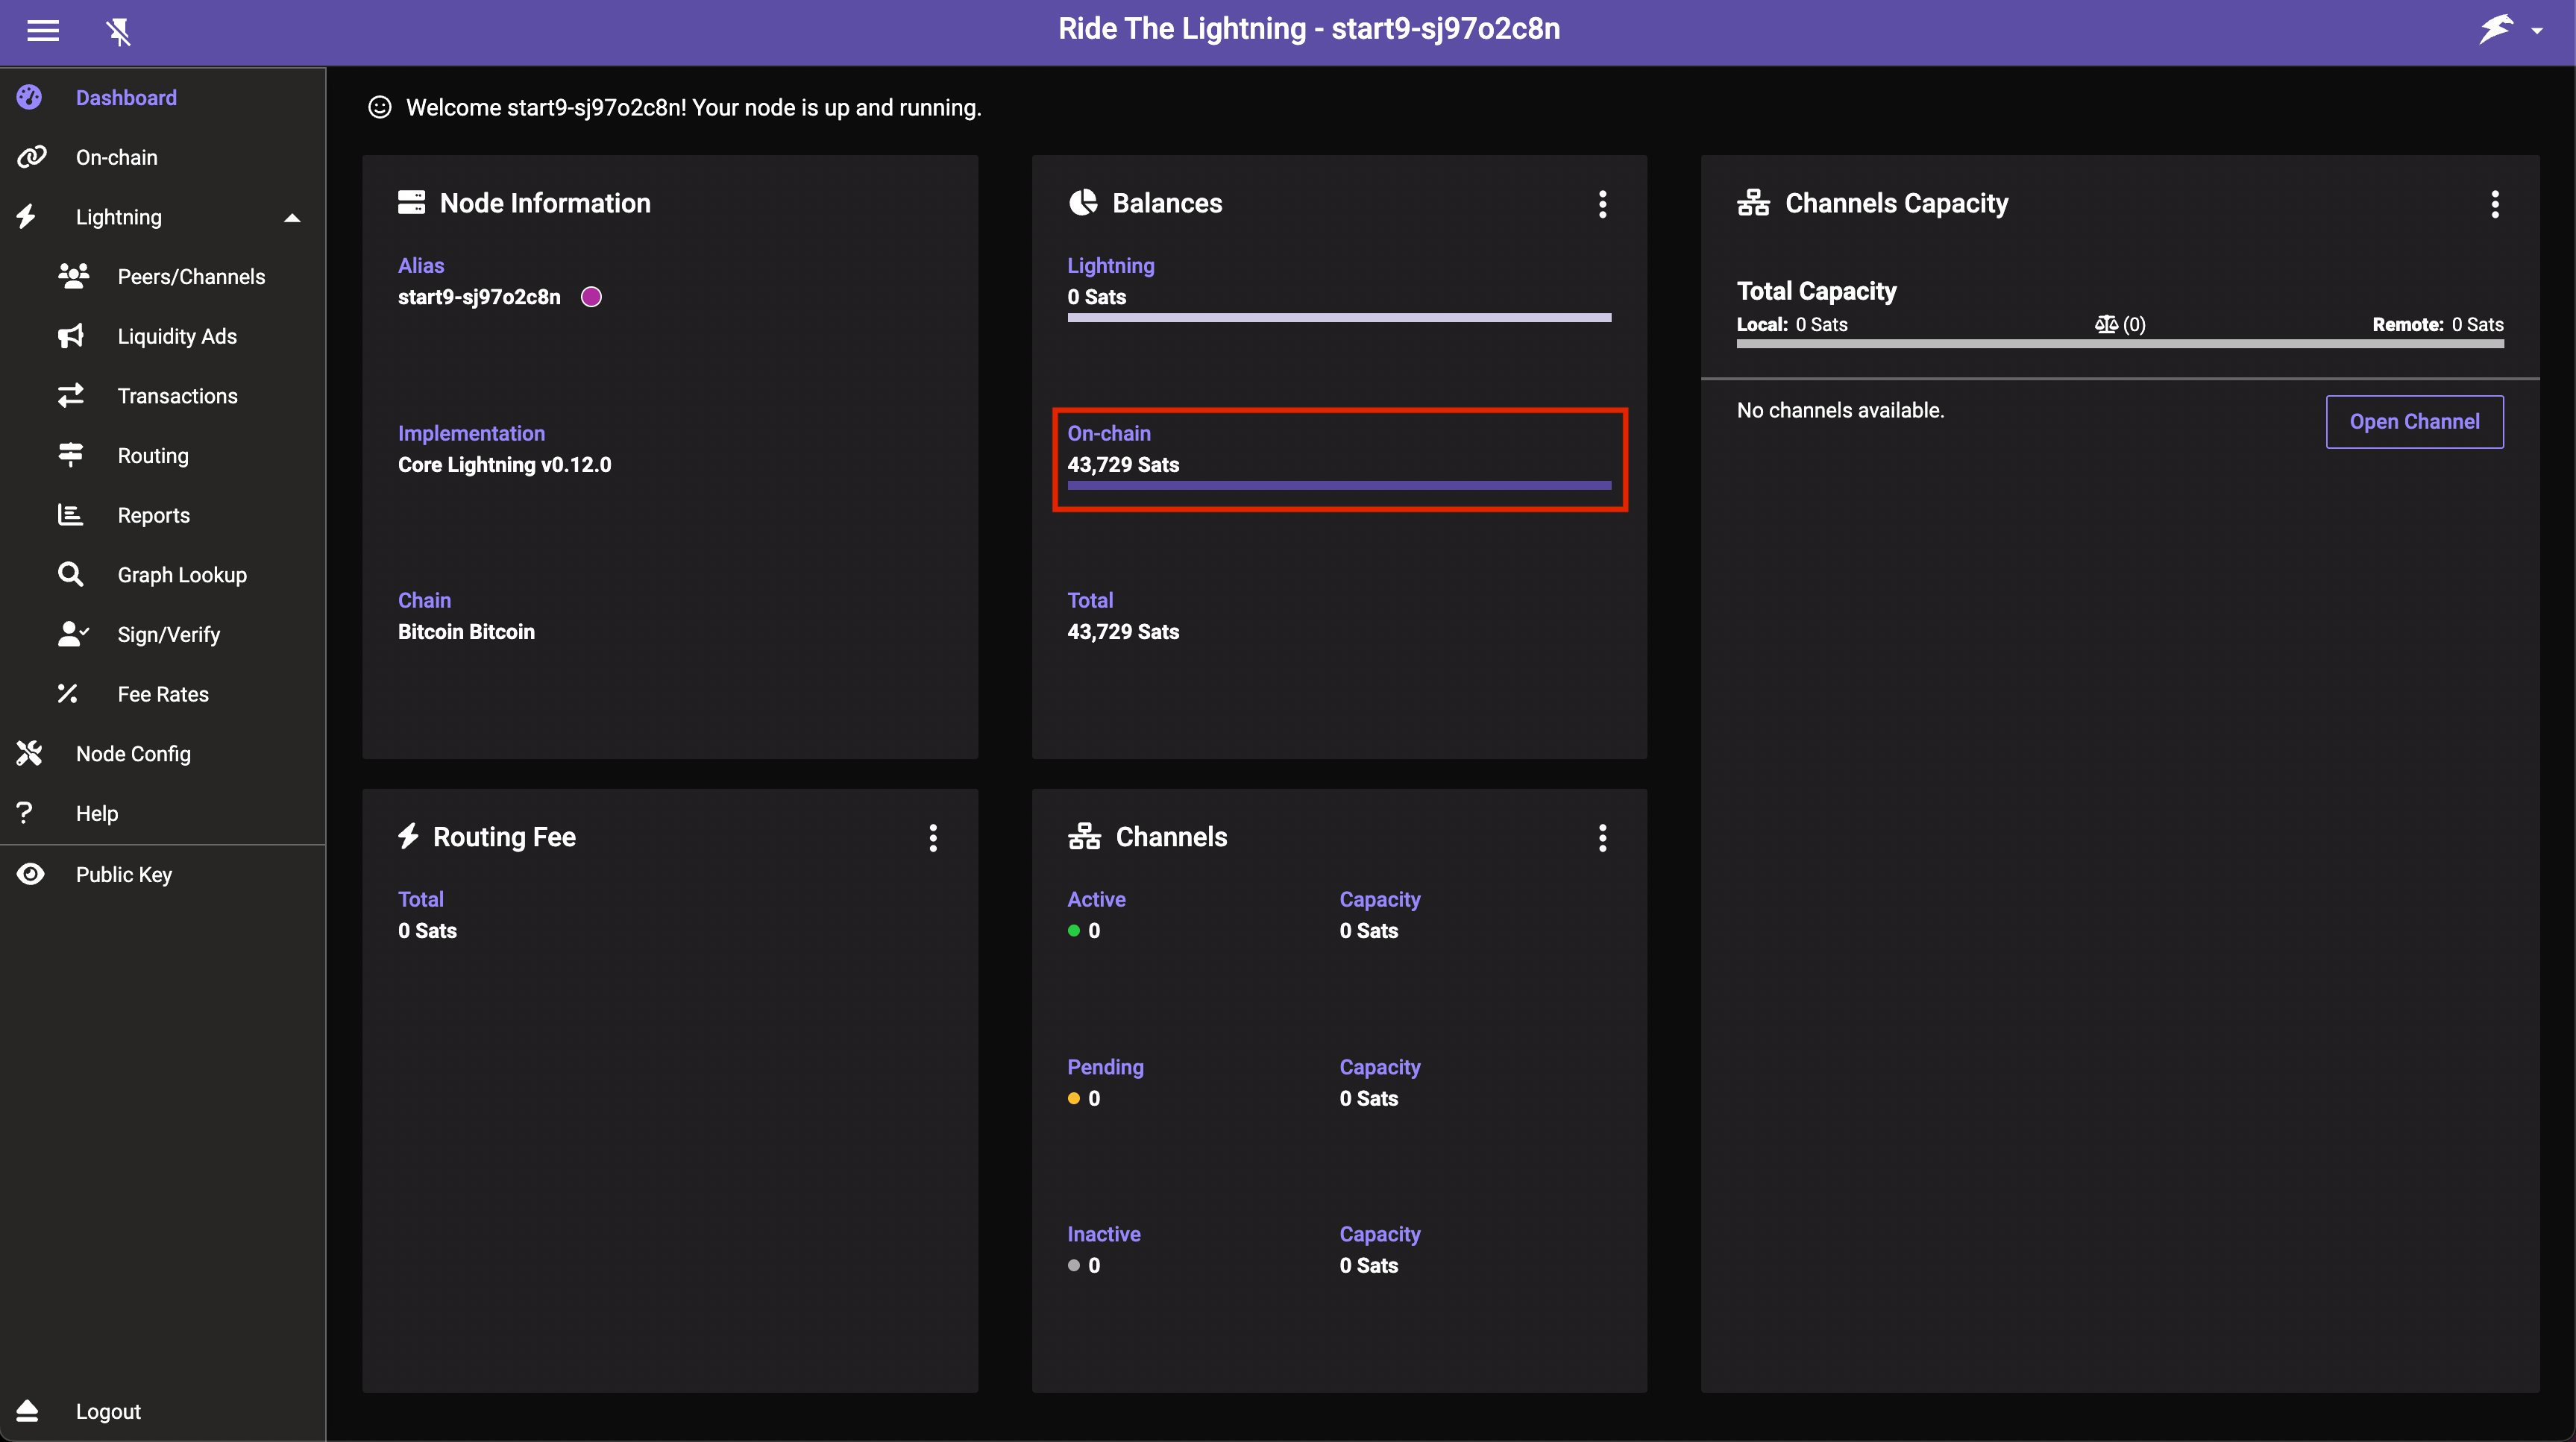 Ride The Lightning - start9-sj97o2c8n
Dashboard
On-chain
Lightning
Peers/Channels
Liquidity Ads
Transactions
Routing
Reports
Graph Lookup
Sign/Verify
Fee Rates
Node Config
Help
Public Key
Logout
Welcome start9-sj97o2c8n! Your node is up and running.
Node Information
Alias
start9-sj97o2c8n
Implementation
Core Lightning v0.12.0
Chain
Bitcoin Bitcoin
Balances
Lightning
0 Sats
On-chain
43,729 Sats
Total
43,729 Sats
Channels Capacity
Total Capacity
Local: 0 Sats (0) Remote: 0 Sats
No channels available.
Open Channel
Routing Fee
Total
0 Sats
Channels
Active Capacity
0 0 Sats
Pending Capacity
0 0 Sats
Inactive Capacity
0 0 Sats